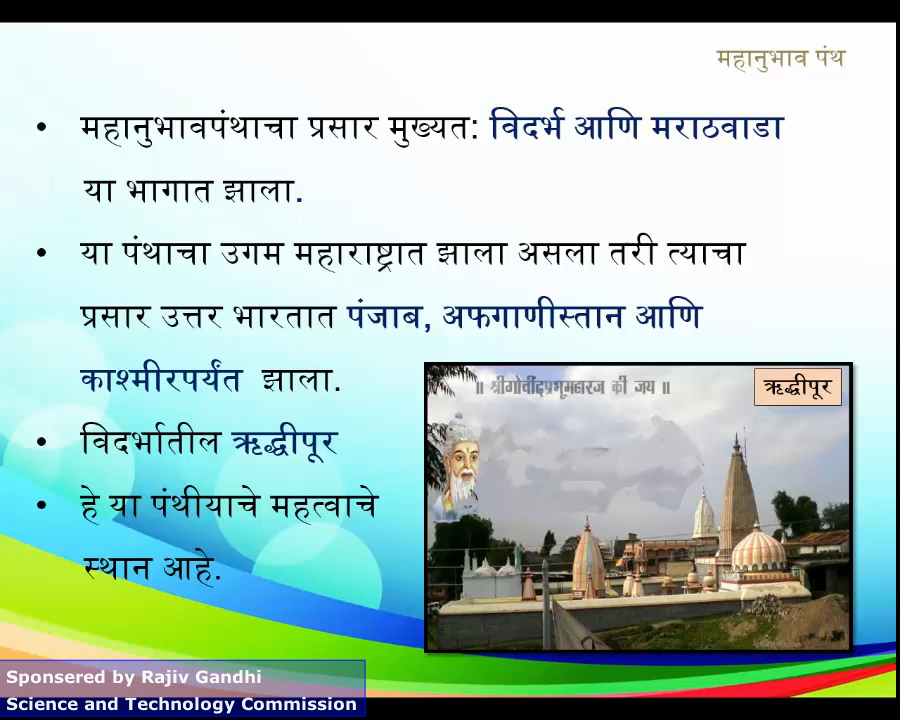 महानुभाव पंथ
• महानुभावपंथाचा प्रसार मुख्यत: विदर्भ आणि मराठवाडा
या भागात झाला.
• या पंथाचा उगम महाराष्ट्रात झाला असला तरी त्याचा
प्रसार उत्तर भारतात पंजाब, अफगाणीस्तान आणि
काश्मीरपर्यंत झाला.
• विदर्भातील ऋद्धीपूर
• हे या पंथीयाचे महत्वाचे
स्थान आहे.
॥ श्रीगोवींदप्रभूमहारज की जय ॥
ऋद्धीपूर
Sponsered by Rajiv Gandhi
Science and Technology Commission